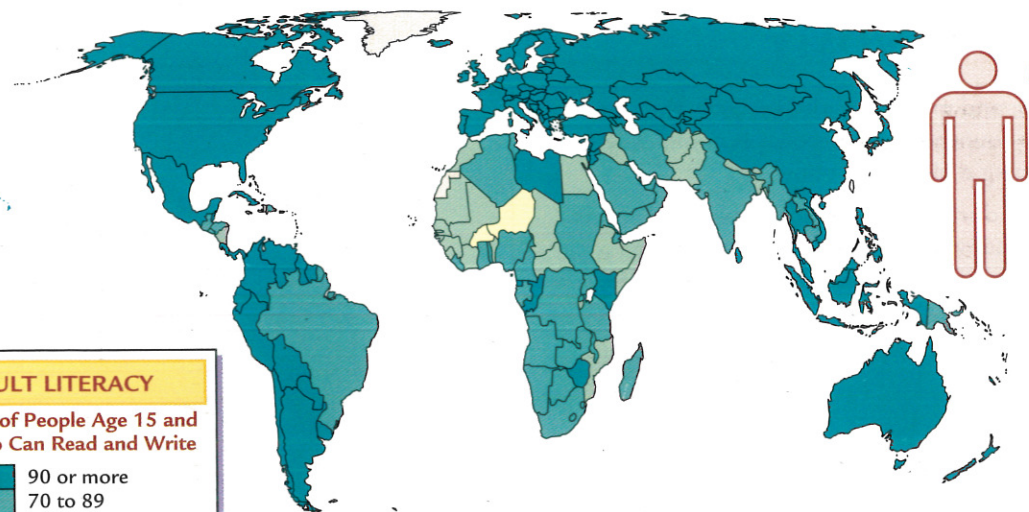 ULT LITERACY
of People Age 15 and
Can Read and Write
90 or more
70 to 89